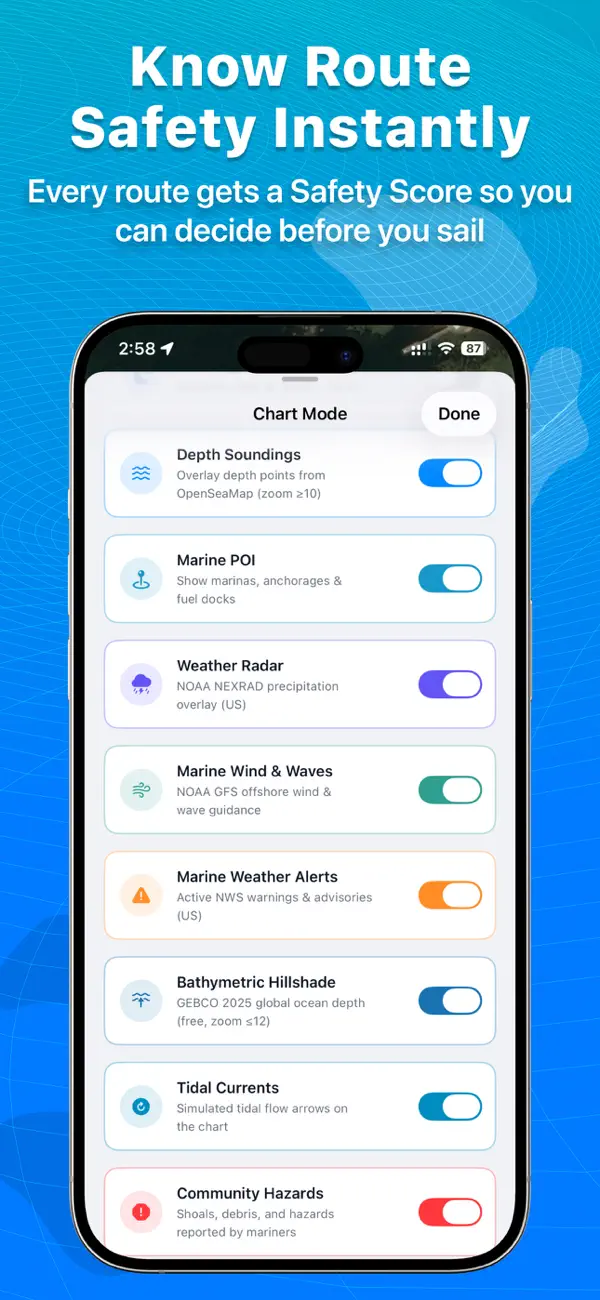 Know Route
Safety Instantly
Every route gets a Safety Score so you
can decide before you sail
2:58
87
Chart Mode
Done
Depth Soundings
Overlay depth points from
OpenSeaMap (zoom ≥10)
Marine POI
Show marinas, anchorages &
fuel docks
Weather Radar
NOAA NEXRAD precipitation
overlay (US)
Marine Wind & Waves
NOAA GFS offshore wind &
wave guidance
Marine Weather Alerts
Active NWS warnings & advisories
(US)
Bathymetric Hillshade
GEBCO 2025 global ocean depth
(free, zoom ≤12)
Tidal Currents
Simulated tidal flow arrows on
the chart
Community Hazards
Shoals, debris, and hazards
reported by mariners